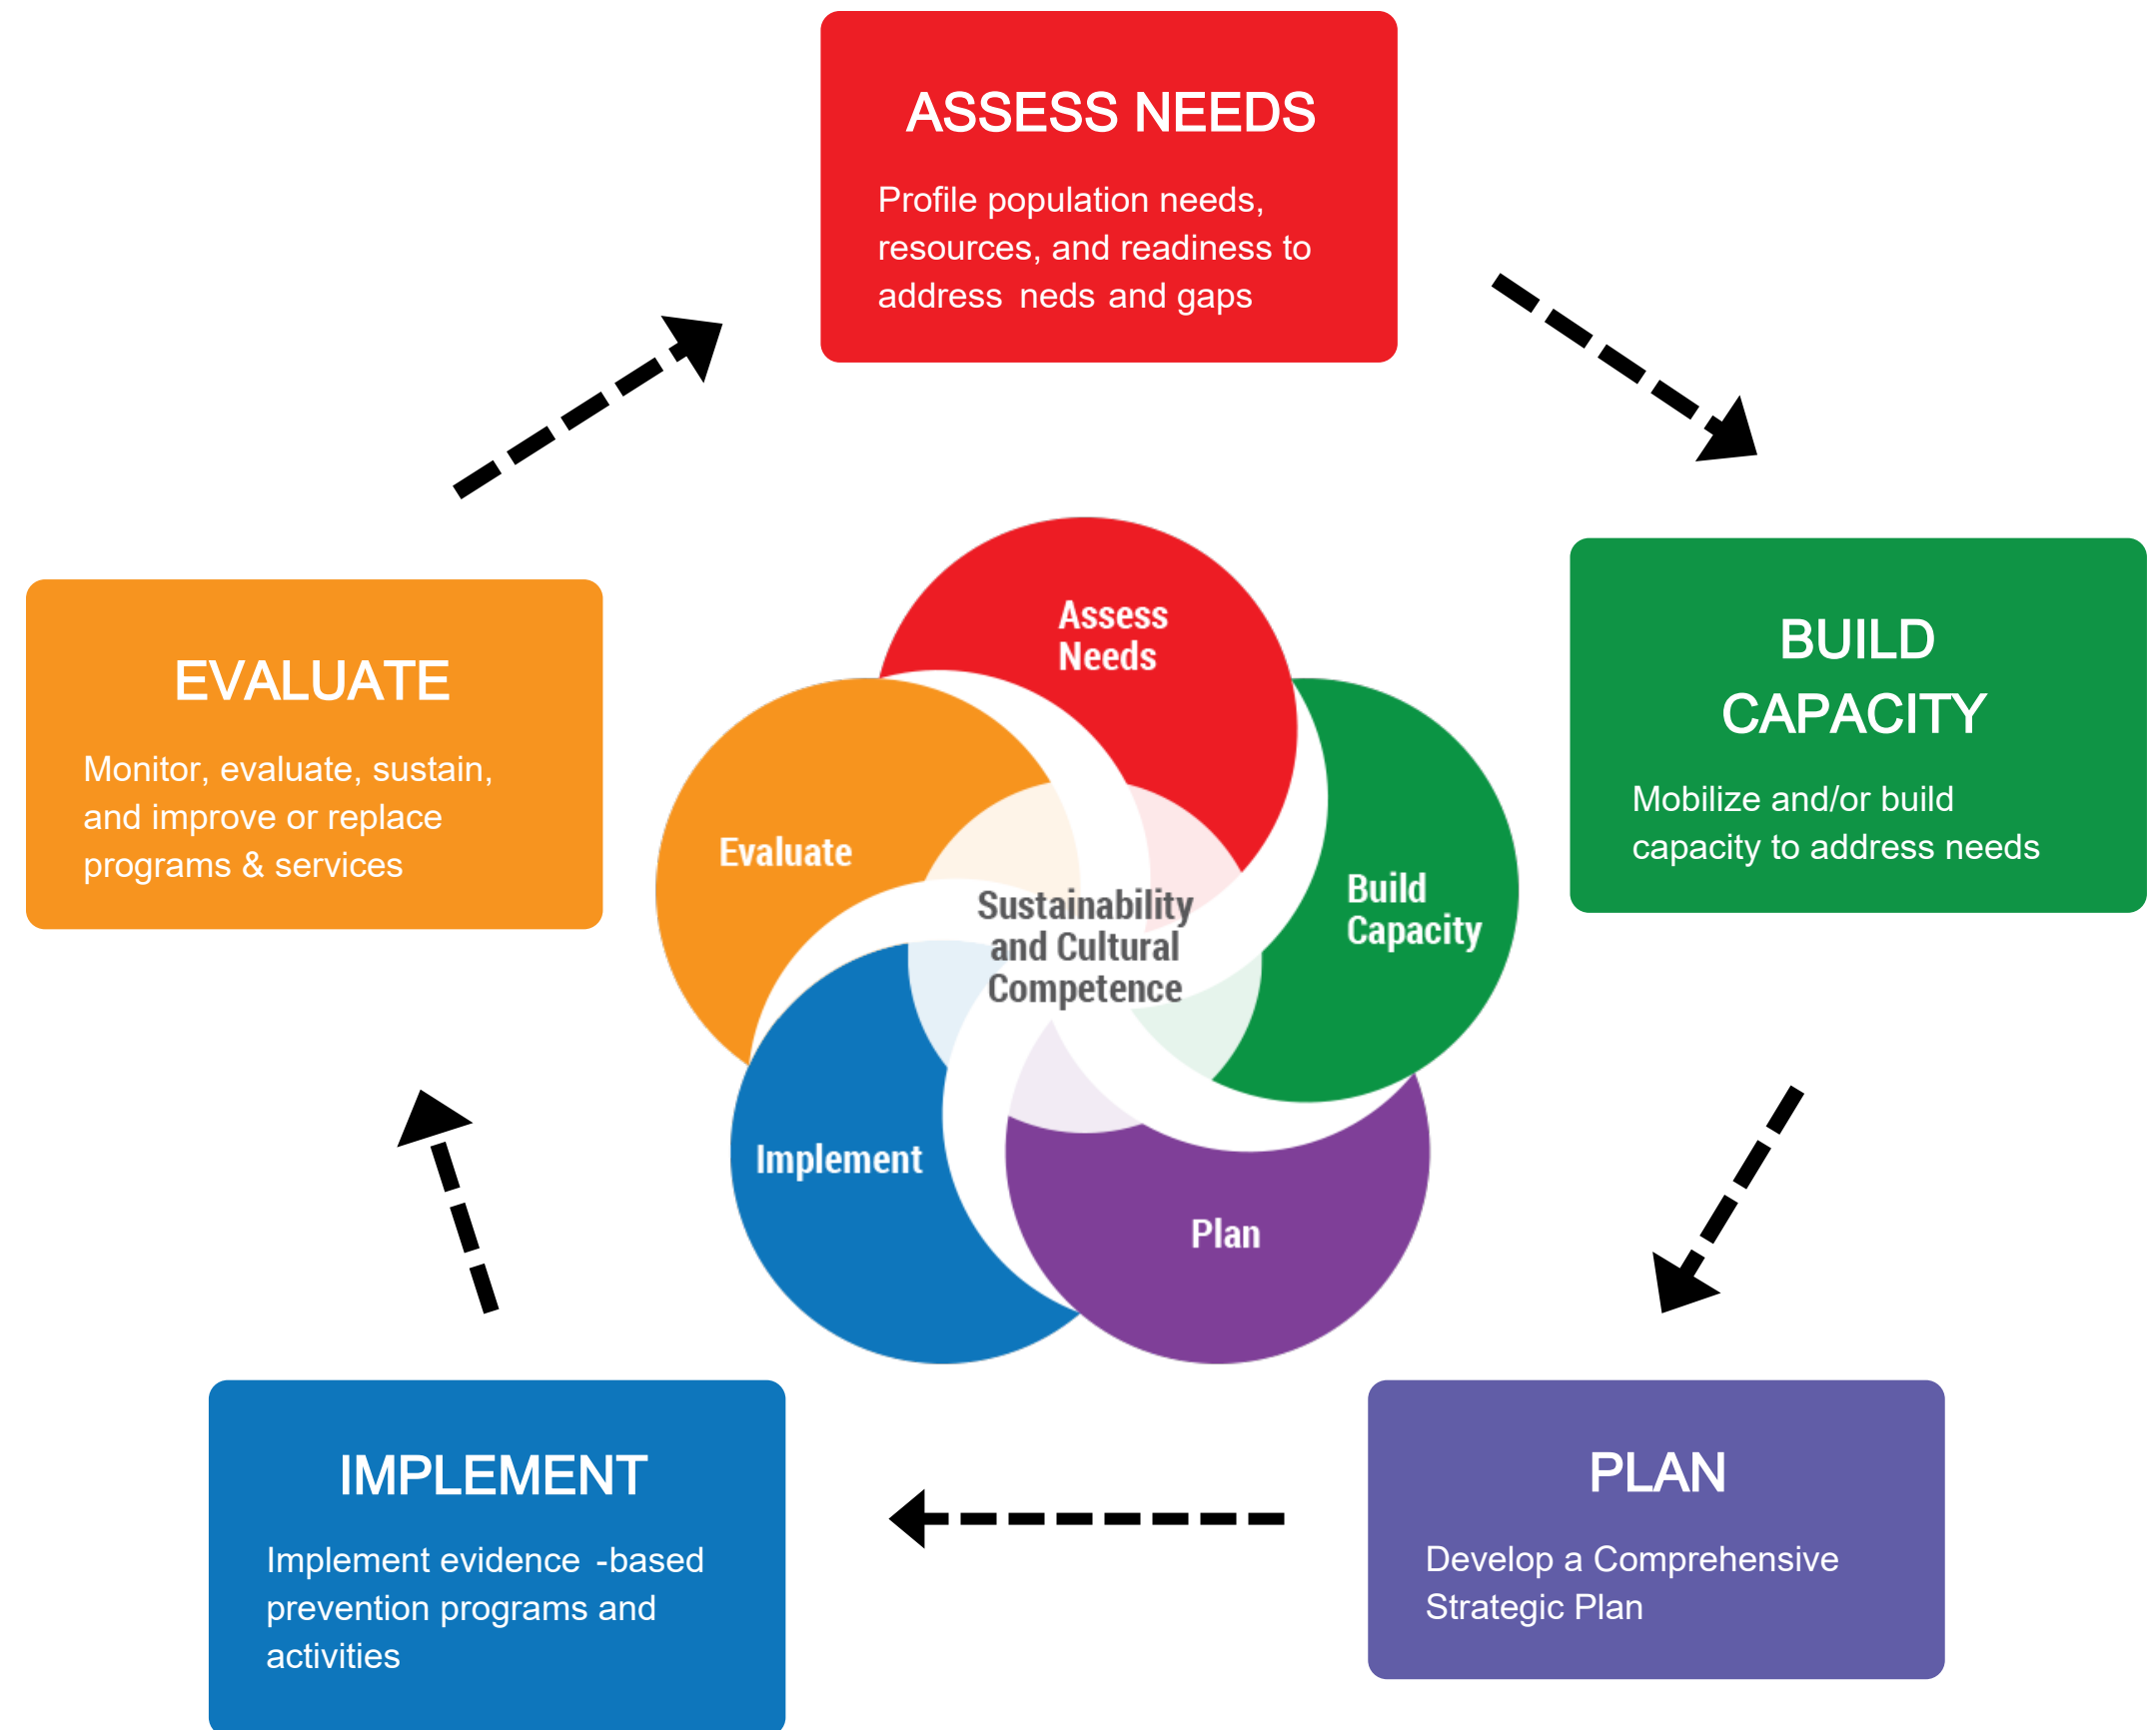 ASSESS NEEDS
Profile population needs,
resources, and readiness to
address neds and gaps
BUILD
CAPACITY
Mobilize and/or build
capacity to address needs
PLAN
Develop a Comprehensive
Strategic Plan
IMPLEMENT
Implement evidence -based
prevention programs and
activities
EVALUATE
Monitor, evaluate, sustain,
and improve or replace
programs & services
Assess
Needs
Build
Capacity
Plan
Implement
Evaluate
Sustainability
and Cultural
Competence